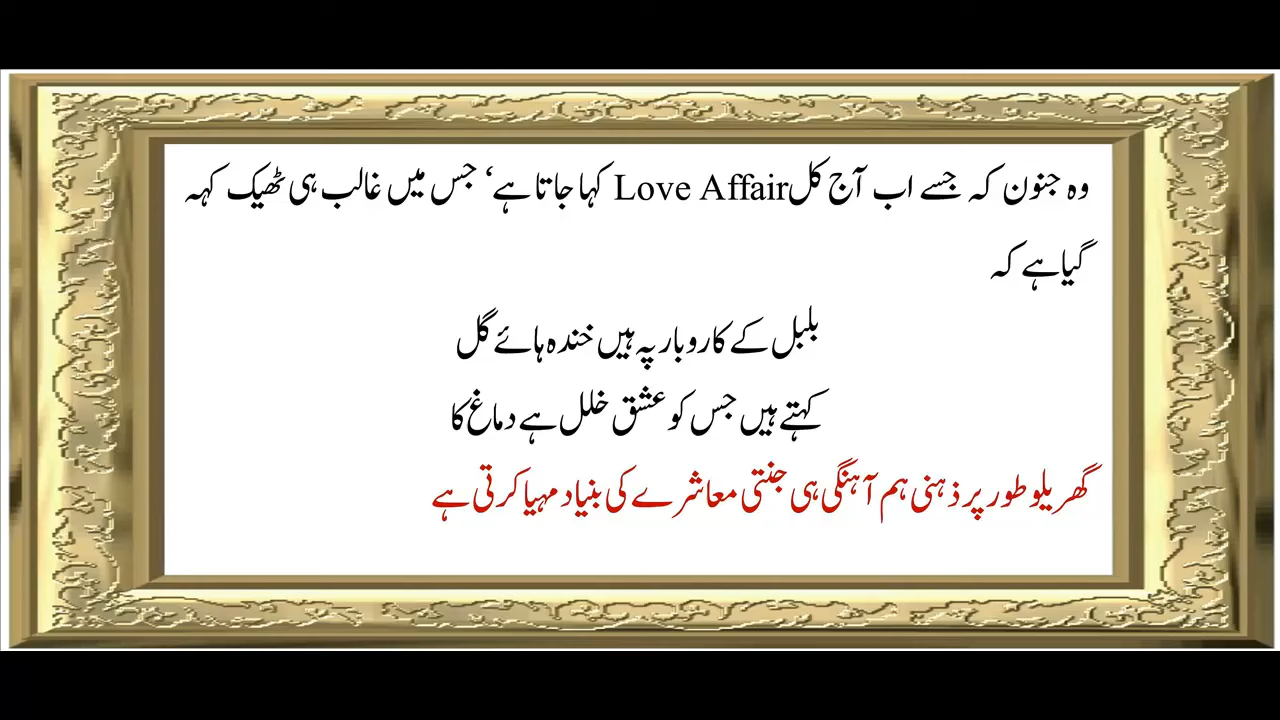 وہ جنون کہ جسے اب آج کل Love Affair کہا جاتا ہے‘ جس میں غالب ہی ٹھیک کہہ
گیا ہے کہ
بلبل کے کاروبار پہ ہیں خندہ ہائے گل
کہتے ہیں جس کو عشق خلل ہے دماغ کا
گھریلو طور پر ذہنی ہم آہنگی ہی جنتی معاشرے کی بنیاد مہیا کرتی ہے